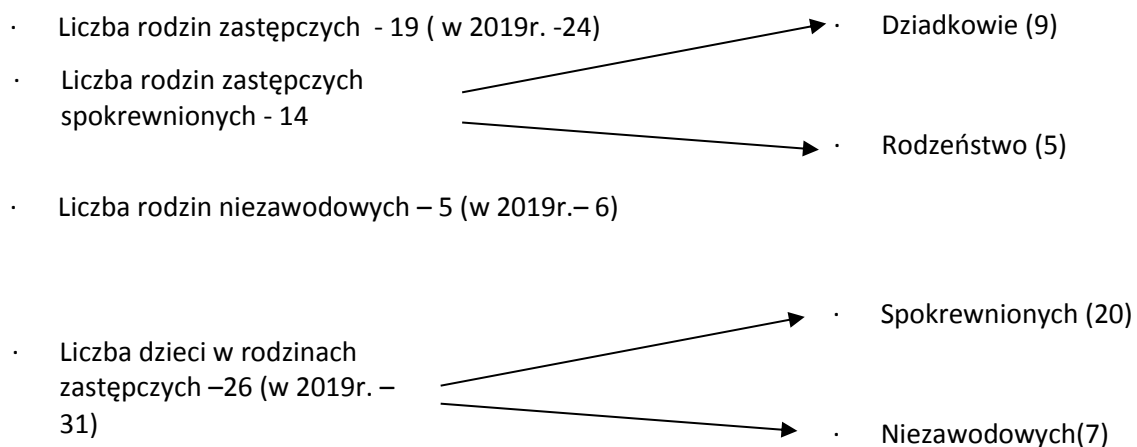 · Liczba rodzin zastępczych - 19 ( w 2019r. -24)
· Dziadkowie (9)
· Liczba rodzin zastępczych
spokrewnionych - 14
· Rodzeństwo (5)
· Liczba rodzin niezawodowych – 5 (w 2019r.– 6)
· Spokrewnionych (20)
· Liczba dzieci w rodzinach
zastępczych –26 (w 2019r. –
31)
· Niezawodowych(7)